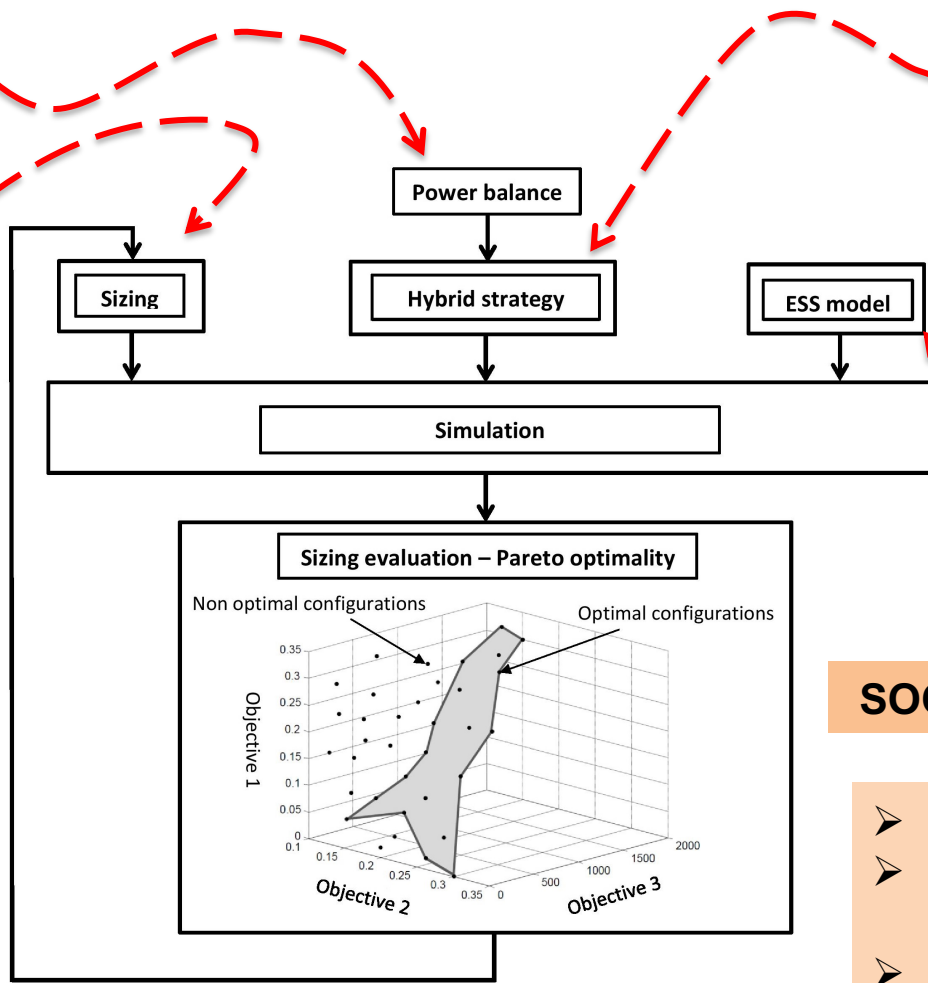 Power balance
Sizing
Hybrid strategy
ESS model
Simulation
Sizing evaluation – Pareto optimality
Non optimal configurations
Optimal configurations
0.35
0.3
0.25
0.2
0.15
0.1
0.05
0
Objective 1
0.1
0.15
0.2
0.25
0.3
0.35
Objective 2
0
500
1000
1500
2000
Objective 3